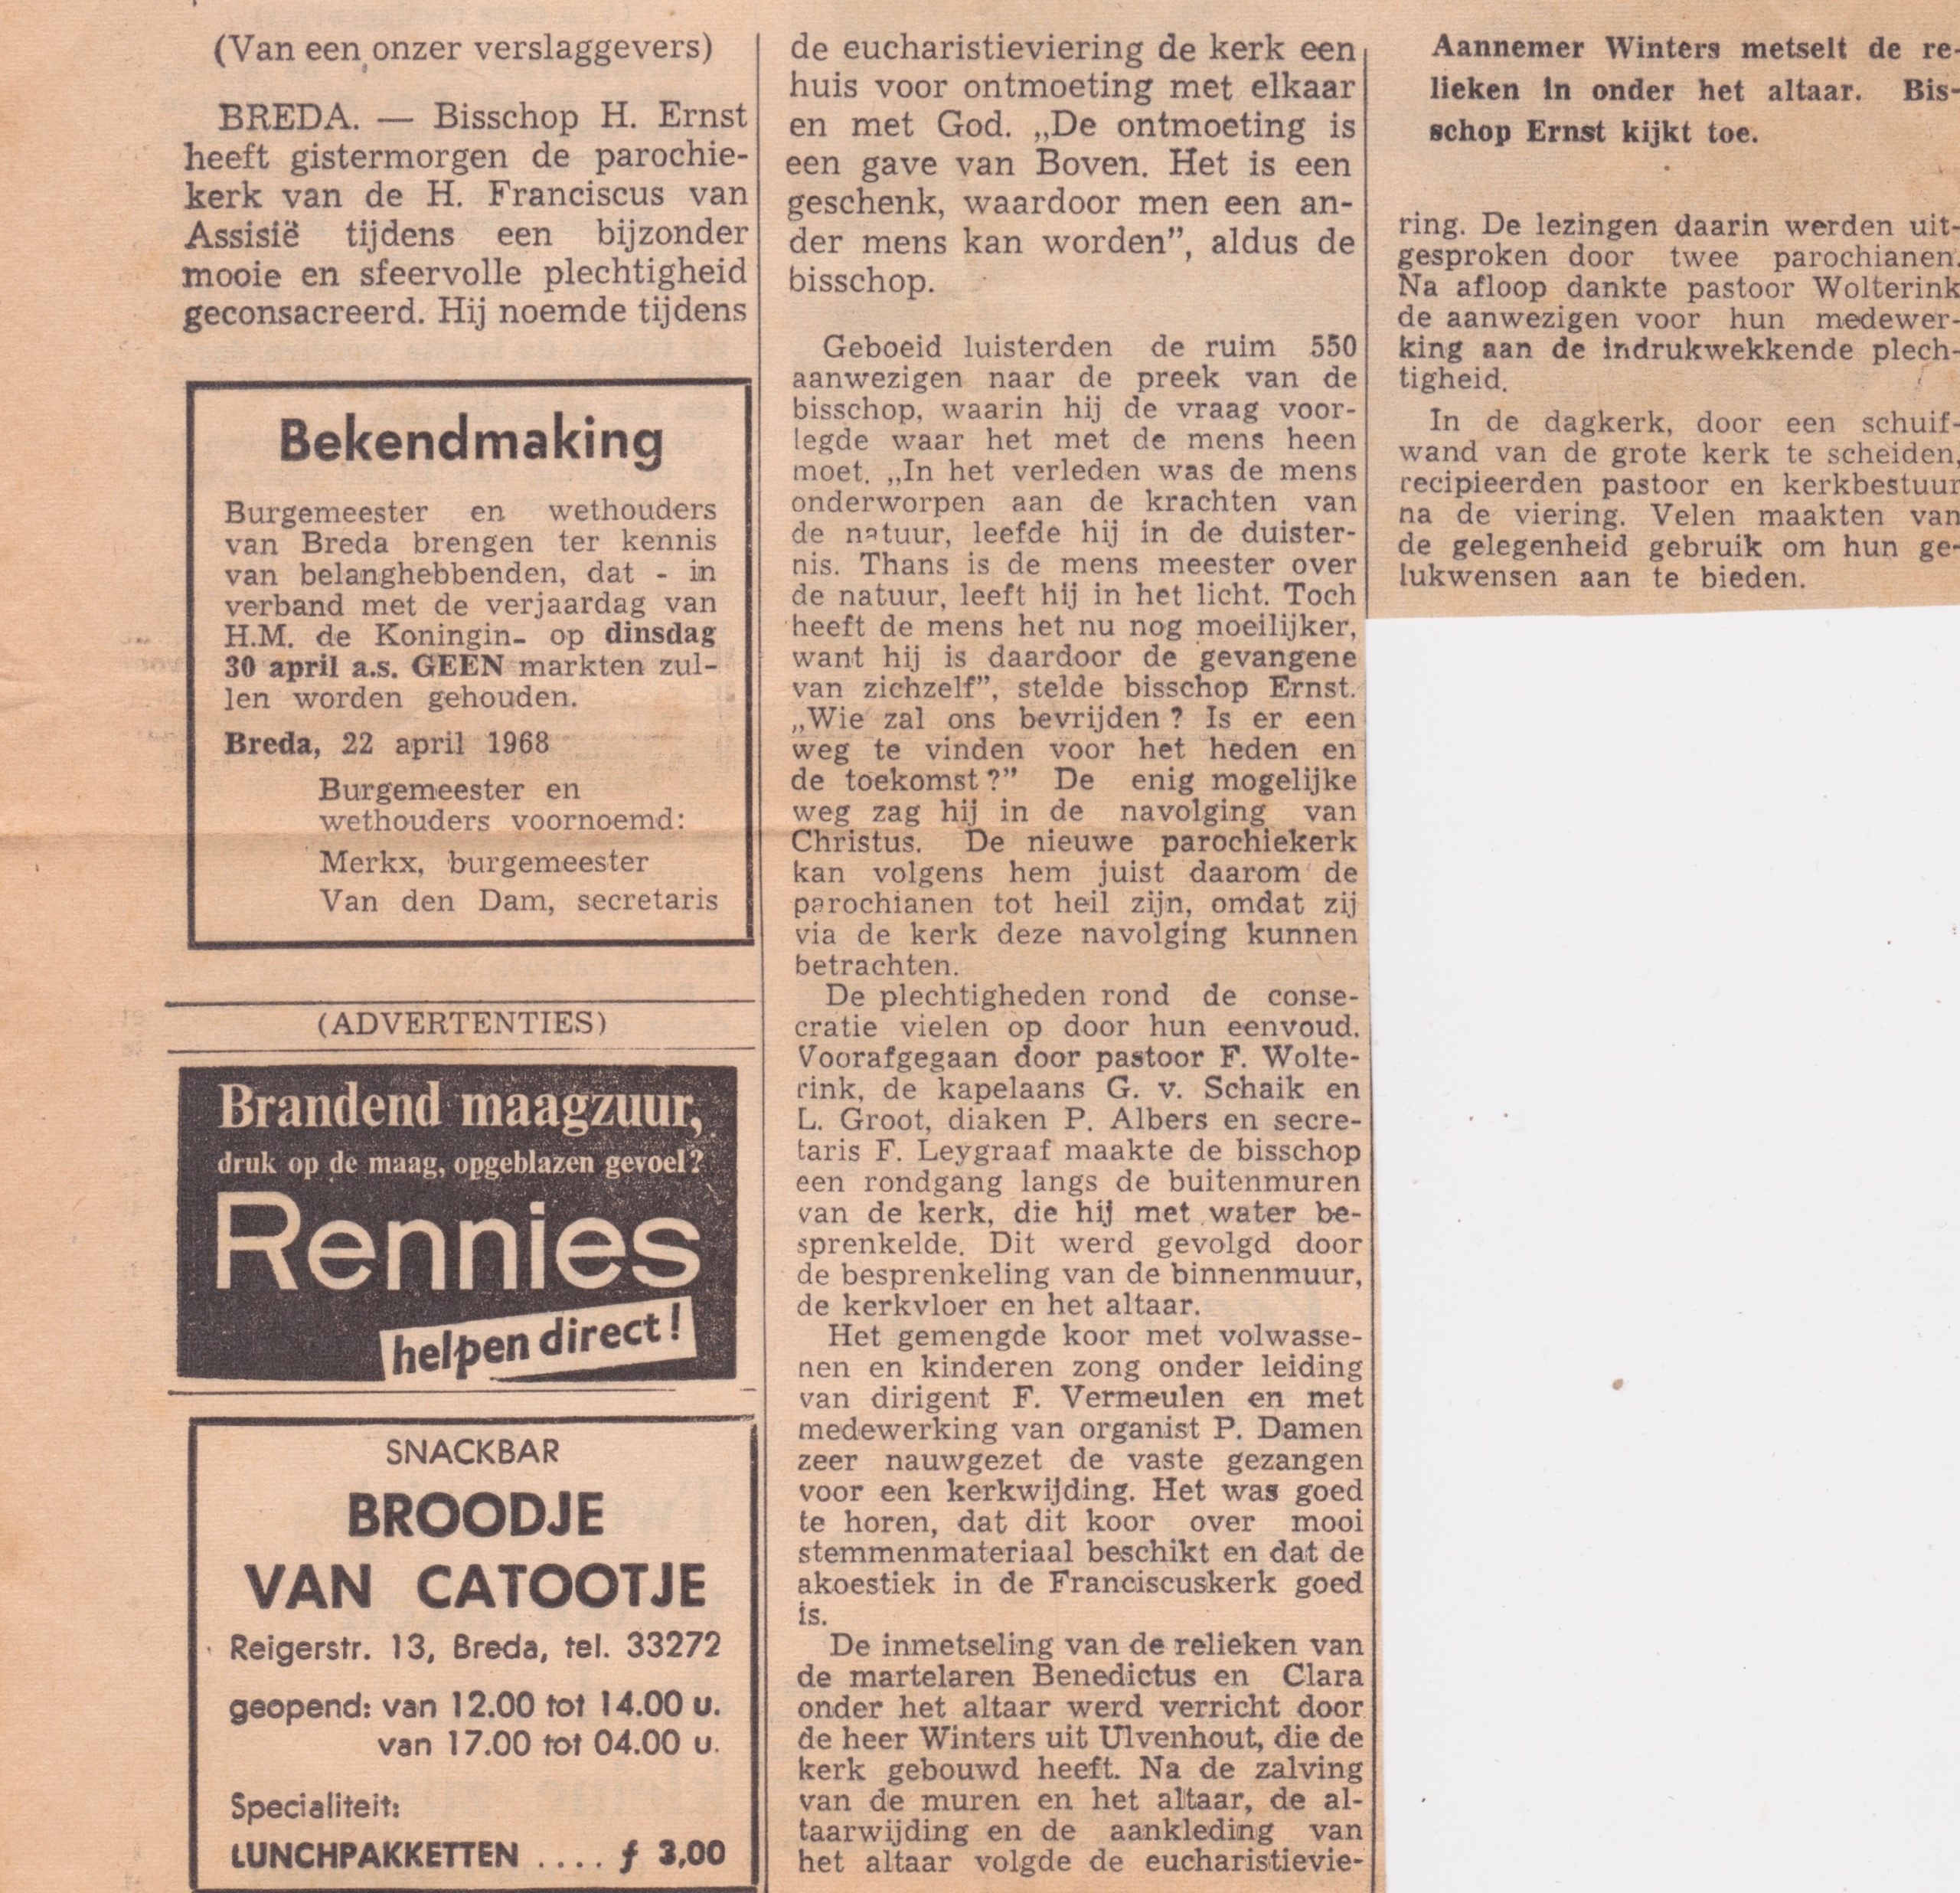 (Van een onzer verslaggevers)
BREDA. — Bisschop H. Ernst
heeft gistermorgen de parochie-
kerk van de H. Franciscus van
Assisië tijdens een bijzonder
mooie en sfeervolle plechtigheid
geconsacreerd. Hij noemde tijdens
Bekendmaking
Burgemeester en wethouders
van Breda brengen ter kennis
van belanghebbenden, dat - in
verband met de verjaardag van
H.M. de Koningin- op dinsdag
30 april a.s. GEEN markten zul-
len worden gehouden.
Breda, 22 april 1968
Burgemeester en
wethouders voornoemd:
Merkx, burgemeester
Van den Dam, secretaris
(ADVERTENTIES)
Brandend maagzuur,
druk op de maag, opgeblazen gevoel?
Rennies
helpen direct!
SNACKBAR
BROODJE
VAN CATOOTJE
Reigerstr. 13, Breda, tel. 33272
geopend: van 12.00 tot 14.00 u.
van 17.00 tot 04.00 u.
Specialiteit:
LUNCHPAKKETTEN .... ƒ 3,00
de eucharistieviering de kerk een
huis voor ontmoeting met elkaar
en met God. „De ontmoeting is
een gave van Boven. Het is een
geschenk, waardoor men een an-
der mens kan worden”, aldus de
bisschop.
Geboeid luisterden de ruim 550
aanwezigen naar de preek van de
bisschop, waarin hij de vraag voor-
legde waar het met de mens heen
moet. „In het verleden was de mens
onderworpen aan de krachten van
de natuur, leefde hij in de duister-
nis. Thans is de mens meester over
de natuur, leeft hij in het licht. Toch
heeft de mens het nu nog moeilijker,
want hij is daardoor de gevangene
van zichzelf”, stelde bisschop Ernst.
„Wie zal ons bevrijden? Is er een
weg te vinden voor het heden en
de toekomst?” De enig mogelijke
weg zag hij in de navolging van
Christus. De nieuwe parochiekerk
kan volgens hem juist daarom de
parochianen tot heil zijn, omdat zij
via de kerk deze navolging kunnen
betrachten.
De plechtigheden rond de conse-
cratie vielen op door hun eenvoud.
Voorafgegaan door pastoor F. Wolte-
rink, de kapelaans G. v. Schaik en
L. Groot, diaken P. Albers en secre-
taris F. Leygraaf maakte de bisschop
een rondgang langs de buitenmuren
van de kerk, die hij met water be-
sprenkelde. Dit werd gevolgd door
de besprenkeling van de binnenmuur,
de kerkvloer en het altaar.
Het gemengde koor met volwasse-
nen en kinderen zong onder leiding
van dirigent F. Vermeulen en met
medewerking van organist P. Damen
zeer nauwgezet de vaste gezangen
voor een kerkwijding. Het was goed
te horen, dat dit koor over mooi
stemmenmateriaal beschikt en dat de
akoestiek in de Franciscuskerk goed
is.
De inmetseling van de relieken van
de martelaren Benedictus en Clara
onder het altaar werd verricht door
de heer Winters uit Ulvenhout, die de
kerk gebouwd heeft. Na de zalving
van de muren en het altaar, de al-
taarwijding en de aankleding van
het altaar volgde de eucharistievie-
Aannemer Winters metselt de re-
lieken in onder het altaar. Bis-
schop Ernst kijkt toe.
ring. De lezingen daarin werden uit-
gesproken door twee parochianen.
Na afloop dankte pastoor Wolterink
de aanwezigen voor hun medewer-
king aan de indrukwekkende plech-
tigheid.
In de dagkerk, door een schuif-
wand van de grote kerk te scheiden,
recipieerden pastoor en kerkbestuur
na de viering. Velen maakten van
de gelegenheid gebruik om hun ge-
lukwensen aan te bieden.